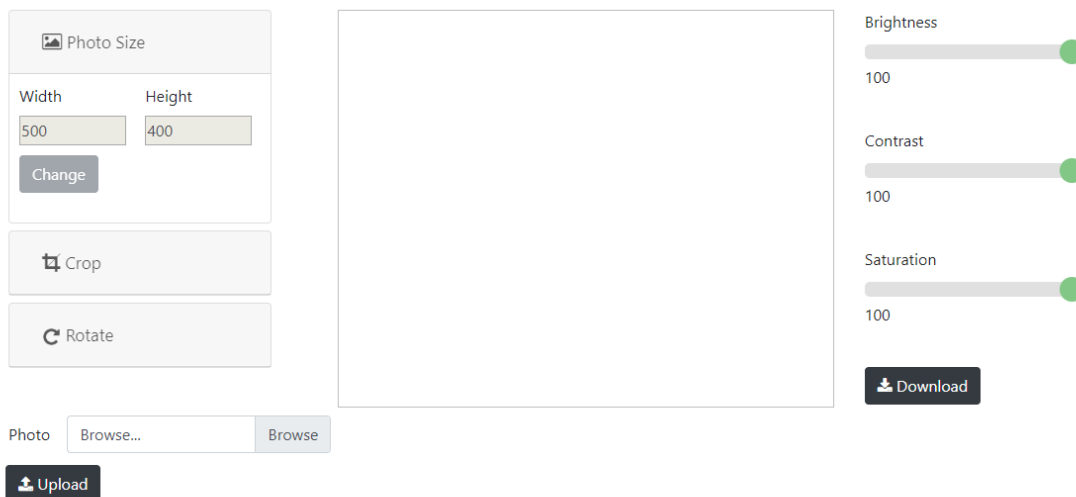 Photo Size
Width
Height
500
400
Change
Crop
Rotate
Photo
Browse...
Browse
Upload
Brightness
100
Contrast
100
Saturation
100
Download